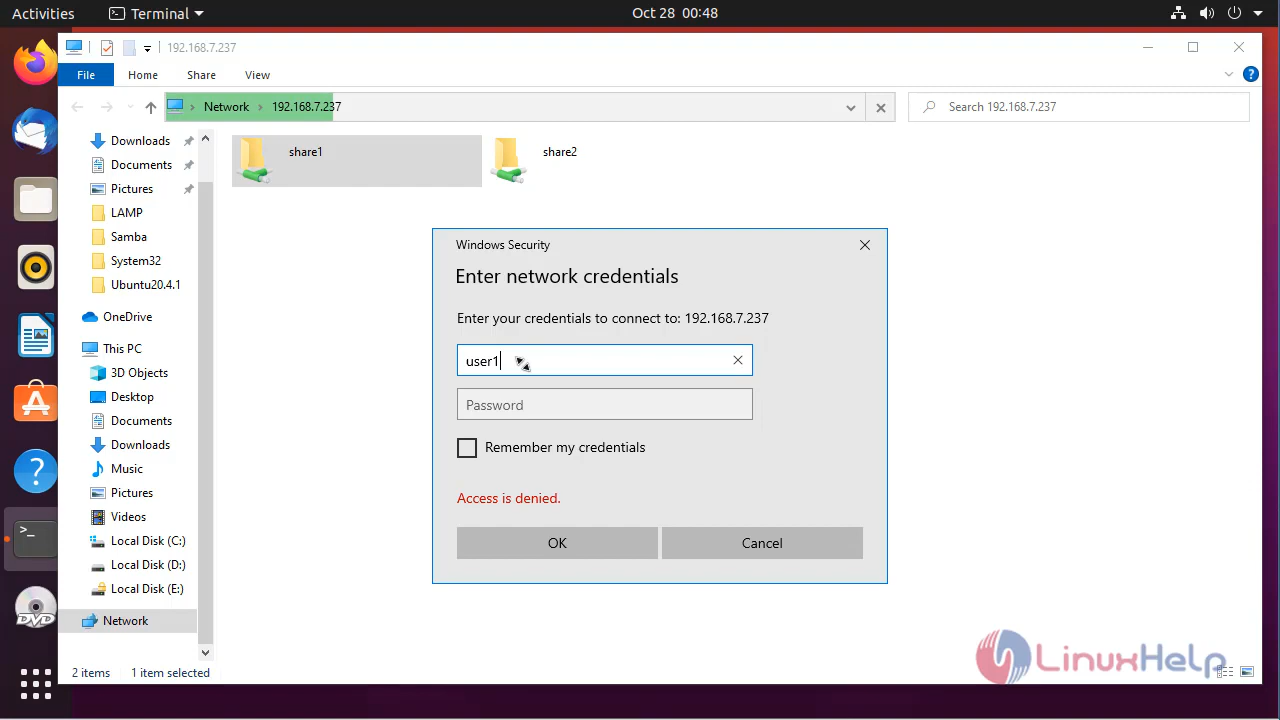 Activities
Terminal
Oct 28 00:48
192.168.7.237
File
Home
Share
View
Network
192.168.7.237
Search 192.168.7.237
Downloads
Documents
Pictures
LAMP
Samba
System32
Ubuntu20.4.1
OneDrive
This PC
3D Objects
Desktop
Documents
Downloads
Music
Pictures
Videos
Local Disk (C:)
Local Disk (D:)
Local Disk (E:)
Network
share1
share2
Windows Security
Enter network credentials
Enter your credentials to connect to: 192.168.7.237
user1
Password
Remember my credentials
Access is denied.
OK
Cancel
2 items
1 item selected
LinuxHelp
DVD
>_
?
?